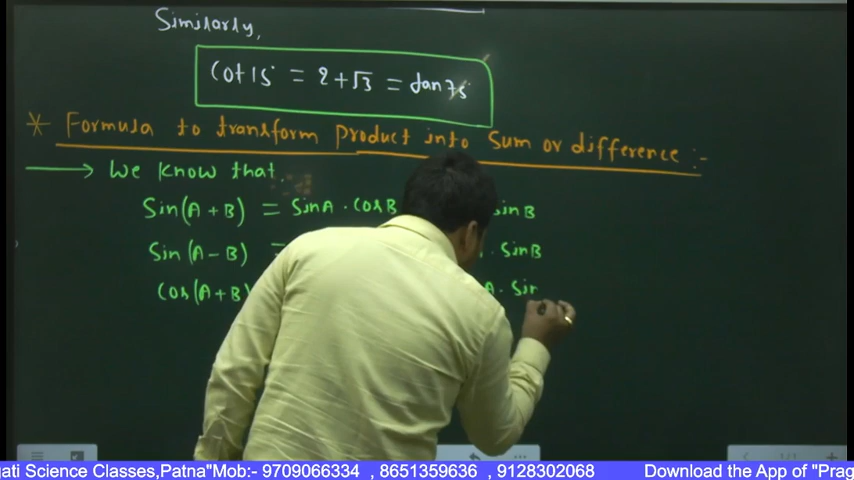 Similarly,
Cot 15° = 2+√3 = tan 75°
* Formula to transform product into sum or difference :-
→ We know that
Sin(A + B) = SinA · CosB SinB
Sin(A - B) = · SinB
Cos(A + B) A · Sin
gati Science Classes,Patna"Mob:- 9709066334 , 8651359636 , 9128302068 Download the App of "Prag